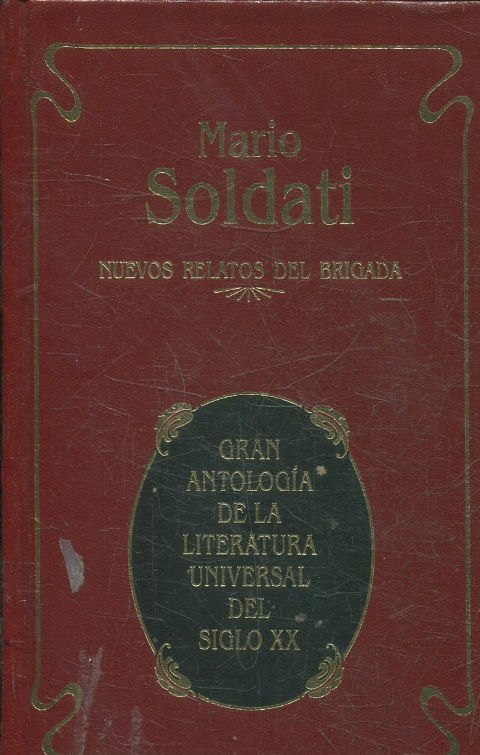 Mario
Soldati
NUEVOS RELATOS DEL BRIGADA
GRAN
ANTOLOGÍA
DE LA
LITERATURA
UNIVERSAL
DEL
SIGLO XX